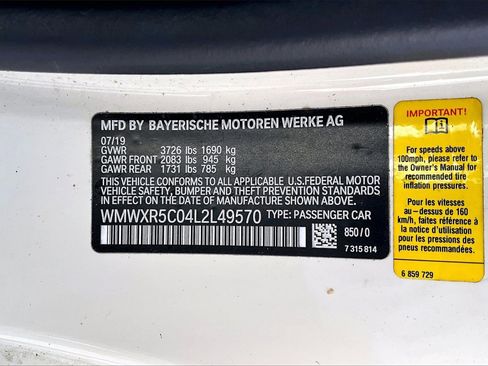 MFD BY BAYERISCHE MOTOREN WERKE AG
07/19
GVWR 3726 lbs 1690 kg
GAWR FRONT 2083 lbs 945 kg
GAWR REAR 1731 lbs 785 kg
THIS VEHICLE CONFORMS TO ALL APPLICABLE U.S.FEDERAL MOTOR
VEHICLE SAFETY, BUMPER, AND THEFT PREVENTION STANDARDS
IN EFFECT ON THE DATE OF MANUFACTURE SHOWN ABOVE.
WMWXR5C04L2L49570 TYPE: PASSENGER CAR
850/0
7 315 814
IMPORTANT!
For speeds above
100mph, please refer to
the Owner's Manual for
recommended tire
inflation pressures.
Pour les vitesses
au-dessus de 160 km/h,
faites référence à
la notice d'utilisation
pour les pressions des
pneus recommandées.
6 859 729